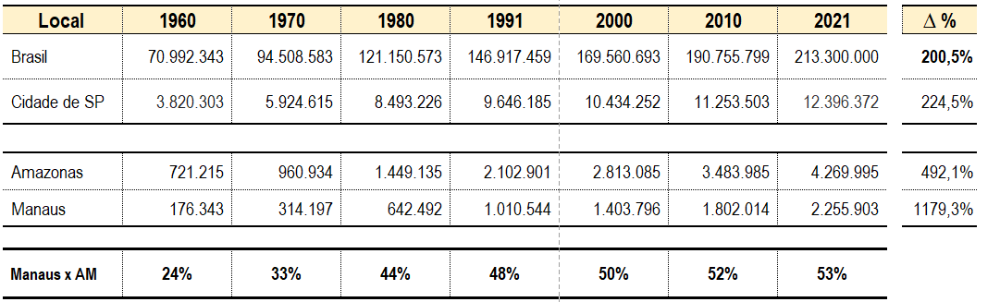 Local 1960 1970 1980 1991 2000 2010 2021 Δ %
Brasil 70.992.343 94.508.583 121.150.573 146.917.459 169.560.693 190.755.799 213.300.000 200,5%
Cidade de SP 3.820.303 5.924.615 8.493.226 9.646.185 10.434.252 11.253.503 12.396.372 224,5%
Amazonas 721.215 960.934 1.449.135 2.102.901 2.813.085 3.483.985 4.269.995 492,1%
Manaus 176.343 314.197 642.492 1.010.544 1.403.796 1.802.014 2.255.903 1179,3%
Manaus x AM 24% 33% 44% 48% 50% 52% 53%